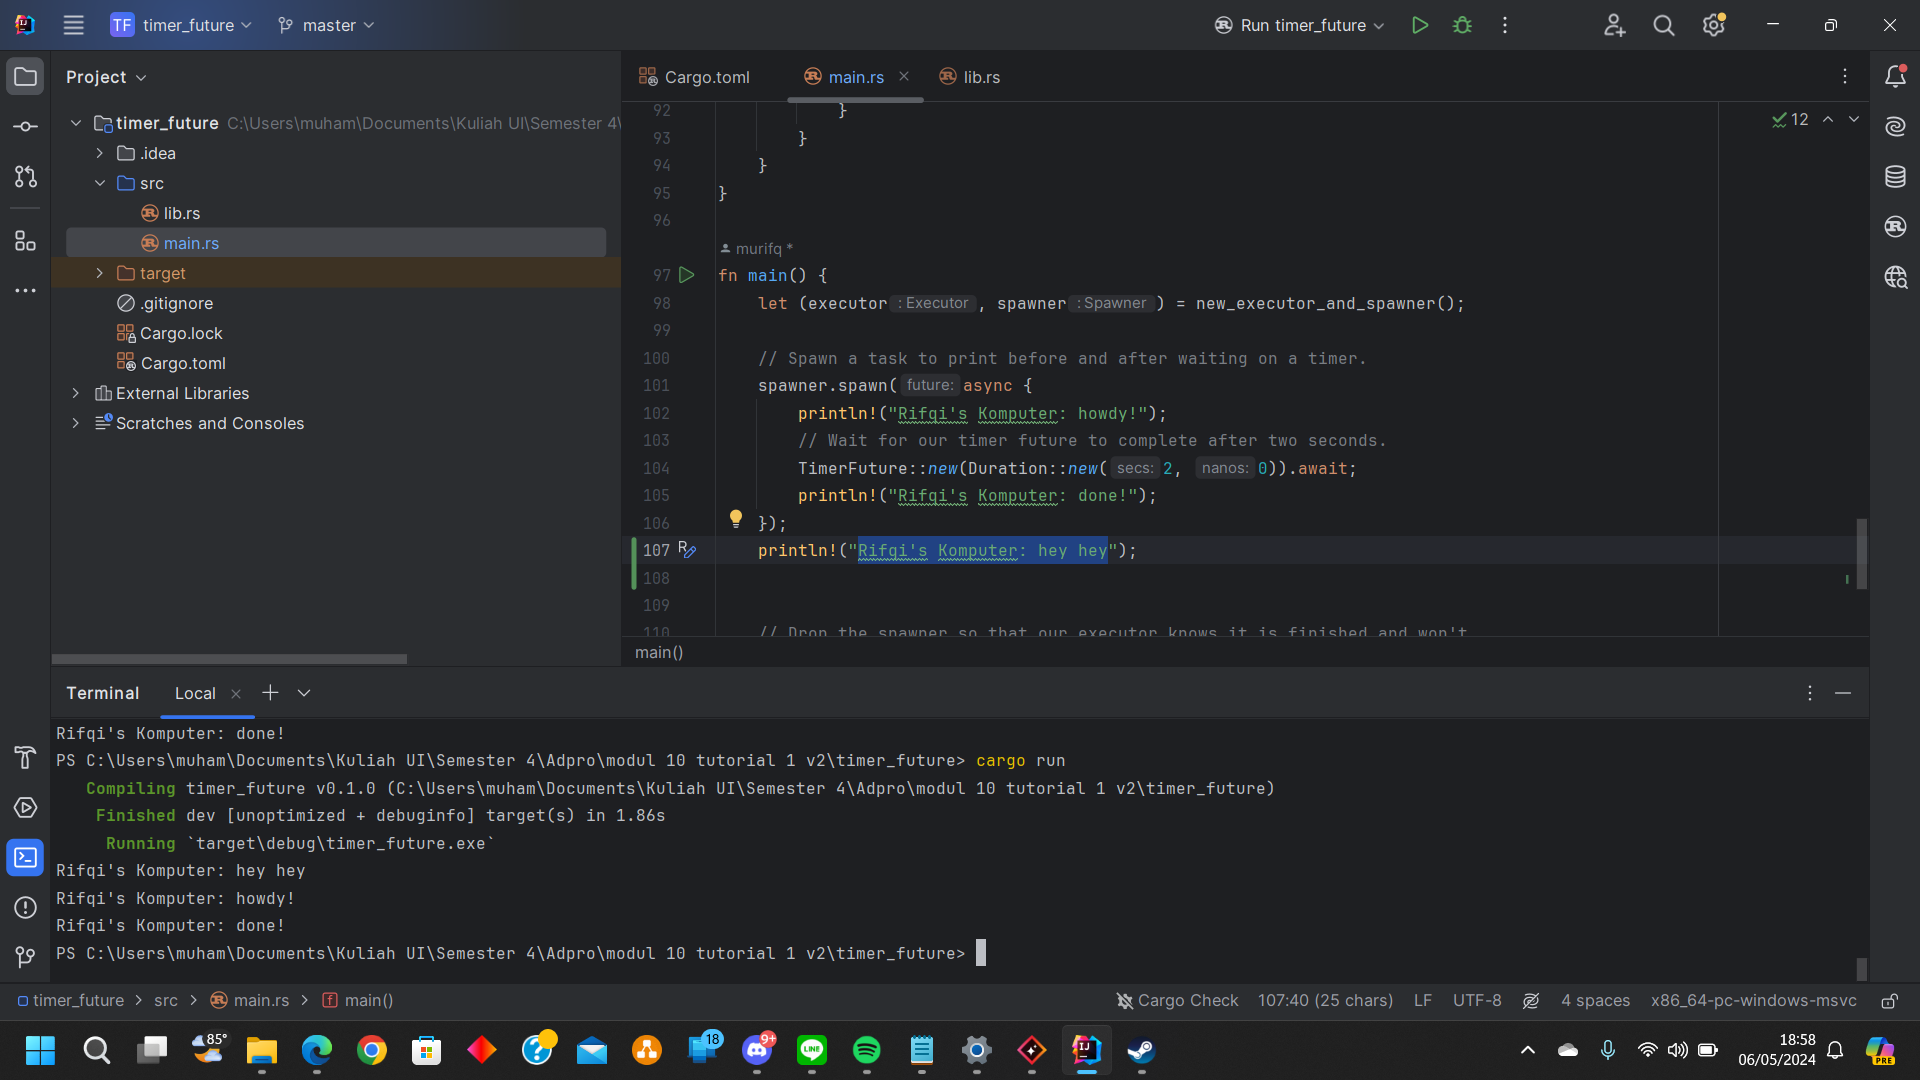 TF timer_future master Run timer_future
Project
Cargo.toml main.rs lib.rs
timer_future C:\Users\muham\Documents\Kuliah UI\Semester 4\
.idea
src
lib.rs
main.rs
target
.gitignore
Cargo.lock
Cargo.toml
External Libraries
Scratches and Consoles
12
92 }
93 }
94 }
95 }
96
murifq *
97 fn main() {
98 let (executor : Executor , spawner : Spawner ) = new_executor_and_spawner();
99
100 // Spawn a task to print before and after waiting on a timer.
101 spawner.spawn( future: async {
102 println!("Rifqi's Komputer: howdy!");
103 // Wait for our timer future to complete after two seconds.
104 TimerFuture::new(Duration::new( secs: 2, nanos: 0)).await;
105 println!("Rifqi's Komputer: done!");
106 });
107 println!("Rifqi's Komputer: hey hey");
108
109
110 // Drop the spawner so that our executor knows it is finished and won't
main()
Terminal Local
Rifqi's Komputer: done!
PS C:\Users\muham\Documents\Kuliah UI\Semester 4\Adpro\modul 10 tutorial 1 v2\timer_future> cargo run
Compiling timer_future v0.1.0 (C:\Users\muham\Documents\Kuliah UI\Semester 4\Adpro\modul 10 tutorial 1 v2\timer_future)
Finished dev [unoptimized + debuginfo] target(s) in 1.86s
Running `target\debug\timer_future.exe`
Rifqi's Komputer: hey hey
Rifqi's Komputer: howdy!
Rifqi's Komputer: done!
PS C:\Users\muham\Documents\Kuliah UI\Semester 4\Adpro\modul 10 tutorial 1 v2\timer_future>
timer_future > src > main.rs > main() Cargo Check 107:40 (25 chars) LF UTF-8 4 spaces x86_64-pc-windows-msvc
85° 18 9+ LINE IJ 18:58
06/05/2024 PRE